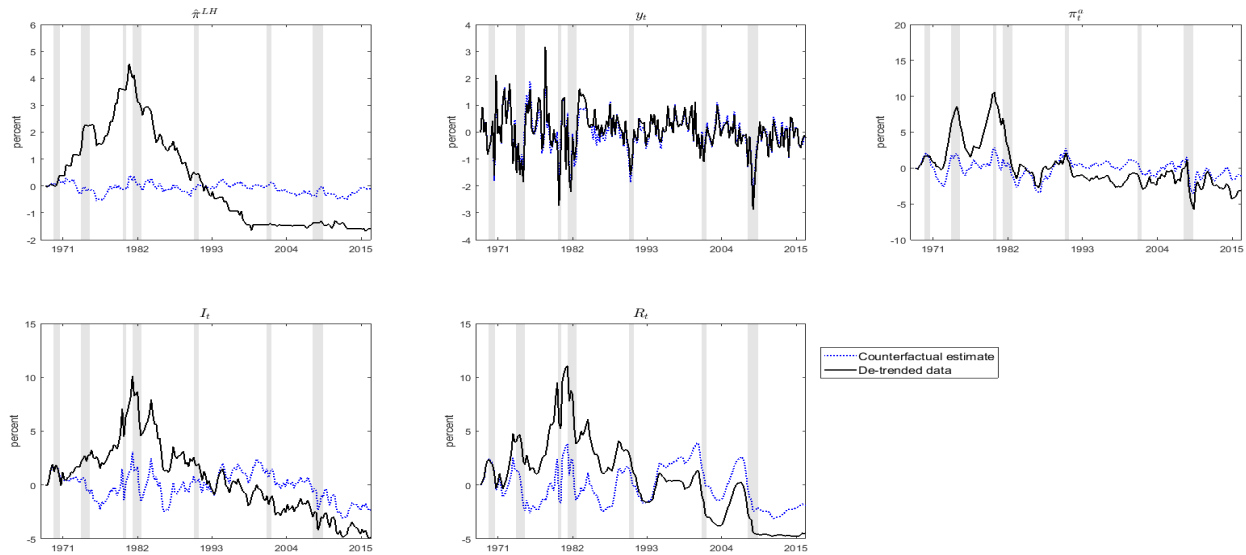 π̂^{LH}
6
5
4
3
2
1
0
-1
-2
percent
1971 1982 1993 2004 2015
y_t
4
3
2
1
0
-1
-2
-3
-4
percent
1971 1982 1993 2004 2015
π_t^a
20
15
10
5
0
-5
-10
percent
1971 1982 1993 2004 2015
I_t
15
10
5
0
-5
percent
1971 1982 1993 2004 2015
R_t
15
10
5
0
-5
percent
1971 1982 1993 2004 2015
Counterfactual estimate
De-trended data